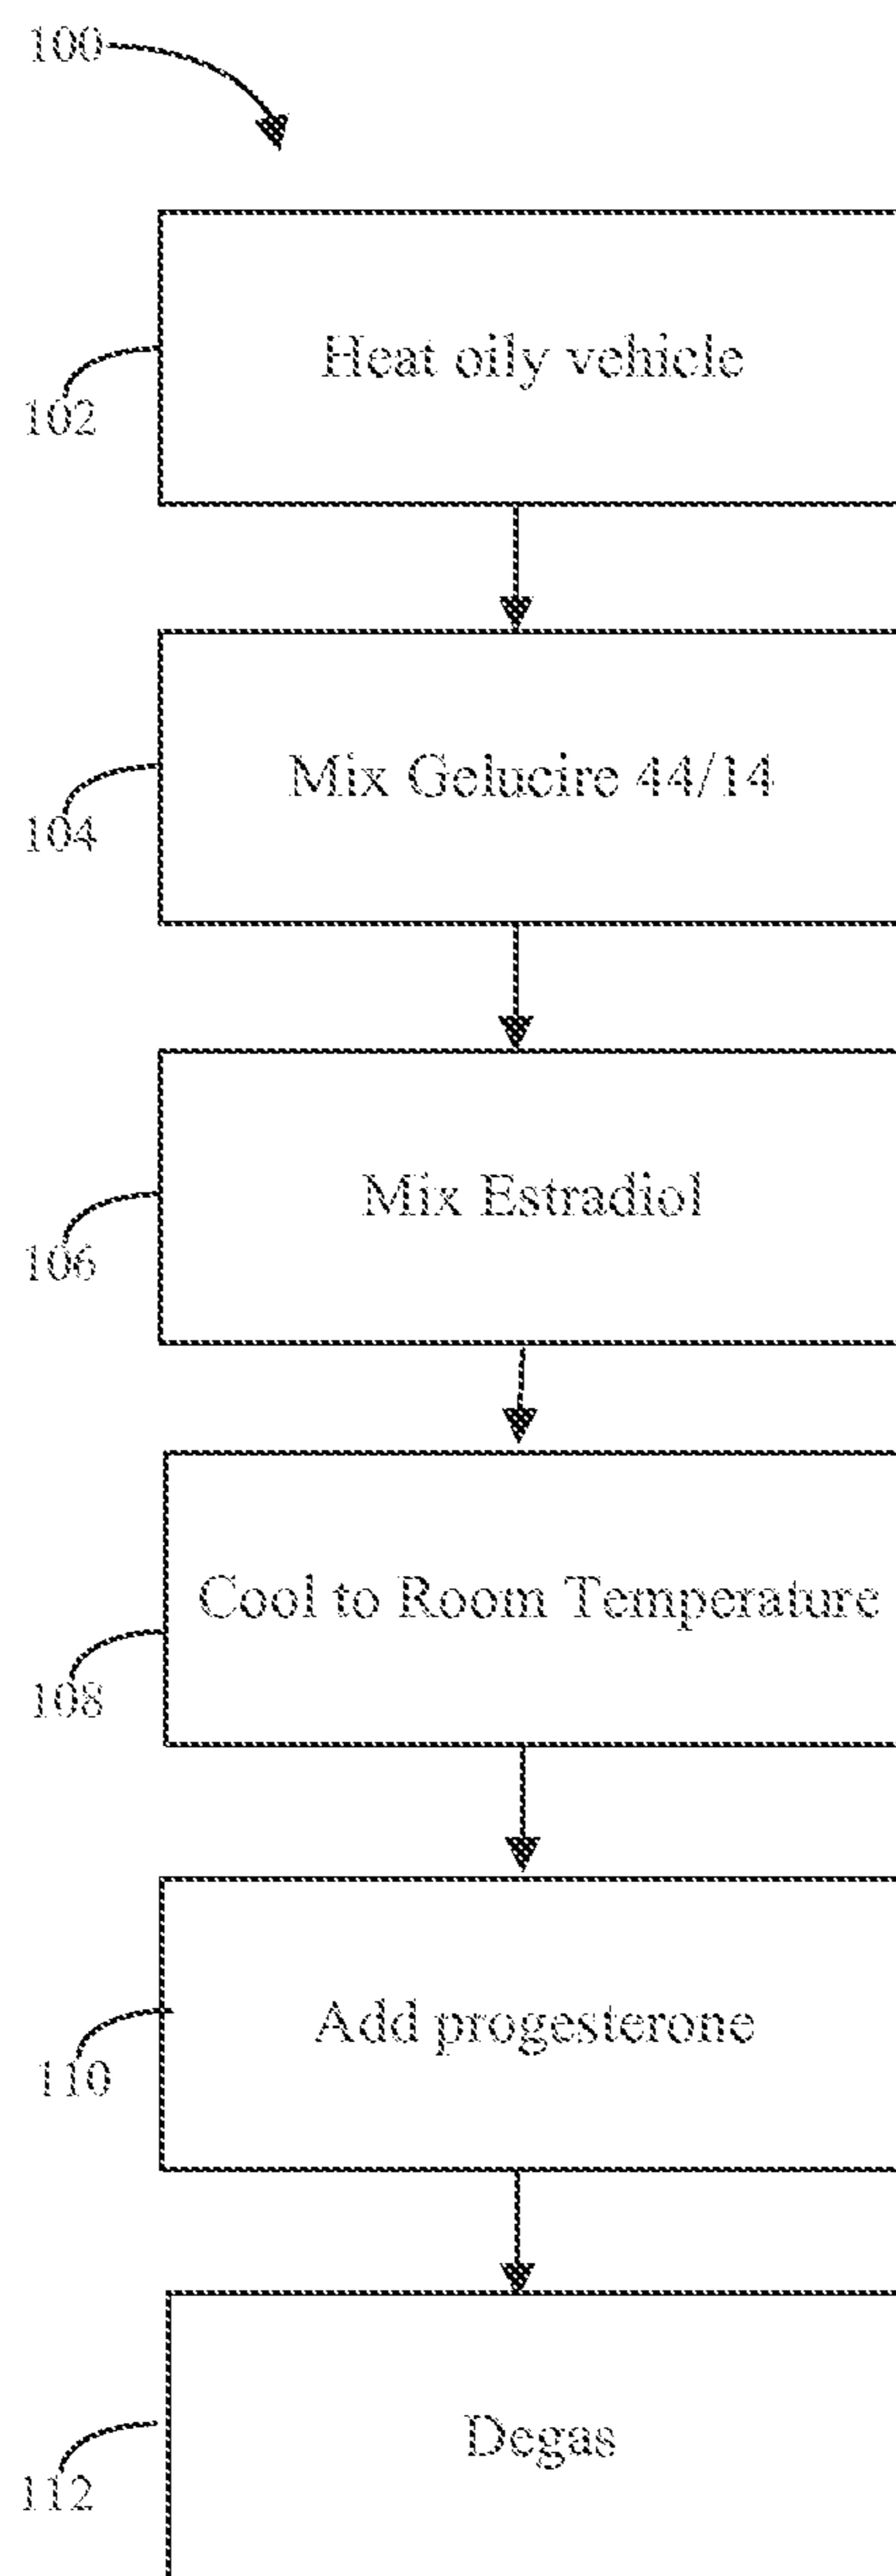 100
Heat oily vehicle
102
Mix Gelucire 44/14
104
Mix Estradiol
106
Cool to Room Temperature
108
Add progesterone
110
Degas
112